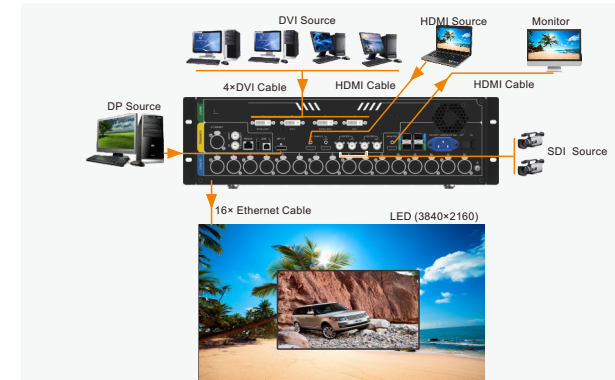 DVI Source
HDMI Source
Monitor
4×DVI Cable
HDMI Cable
HDMI Cable
DP Source
SDI Source
16× Ethernet Cable
LED (3840×2160)